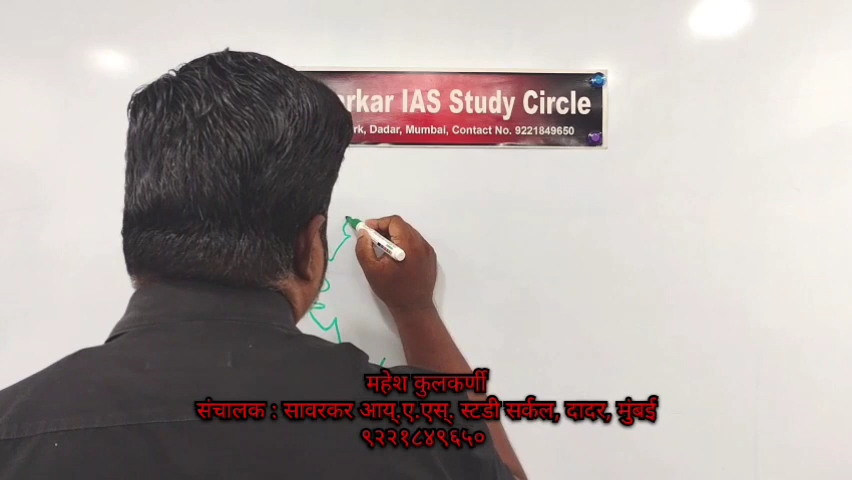 arkar IAS Study Circle
rk, Dadar, Mumbai, Contact No. 9221849650
महेश कुलकर्णी
संचालक : सावरकर आय्.ए.एस्. स्टडी सर्कल, दादर, मुंबई
९२२१८४९६५०